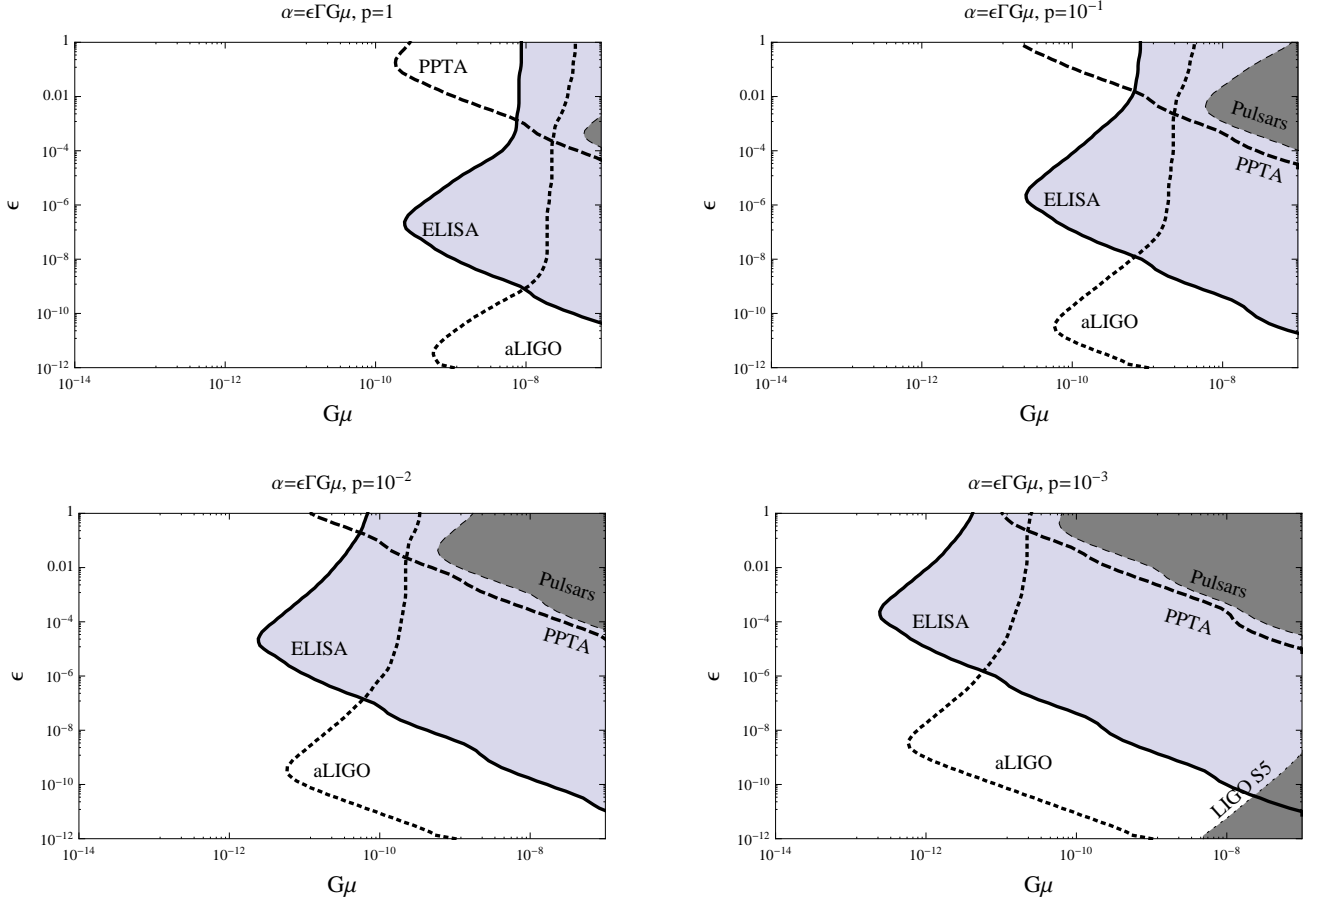 α=ϵΓGμ, p=1
1
0.01
10⁻⁴
10⁻⁶
10⁻⁸
10⁻¹⁰
10⁻¹²
ϵ
PPTA
ELISA
aLIGO
10⁻¹⁴
10⁻¹²
10⁻¹⁰
10⁻⁸
Gμ
α=ϵΓGμ, p=10⁻¹
1
0.01
10⁻⁴
10⁻⁶
10⁻⁸
10⁻¹⁰
10⁻¹²
ϵ
Pulsars
PPTA
ELISA
aLIGO
10⁻¹⁴
10⁻¹²
10⁻¹⁰
10⁻⁸
Gμ
α=ϵΓGμ, p=10⁻²
1
0.01
10⁻⁴
10⁻⁶
10⁻⁸
10⁻¹⁰
10⁻¹²
ϵ
Pulsars
PPTA
ELISA
aLIGO
10⁻¹⁴
10⁻¹²
10⁻¹⁰
10⁻⁸
Gμ
α=ϵΓGμ, p=10⁻³
1
0.01
10⁻⁴
10⁻⁶
10⁻⁸
10⁻¹⁰
10⁻¹²
ϵ
Pulsars
PPTA
ELISA
aLIGO
LIGO S5
10⁻¹⁴
10⁻¹²
10⁻¹⁰
10⁻⁸
Gμ